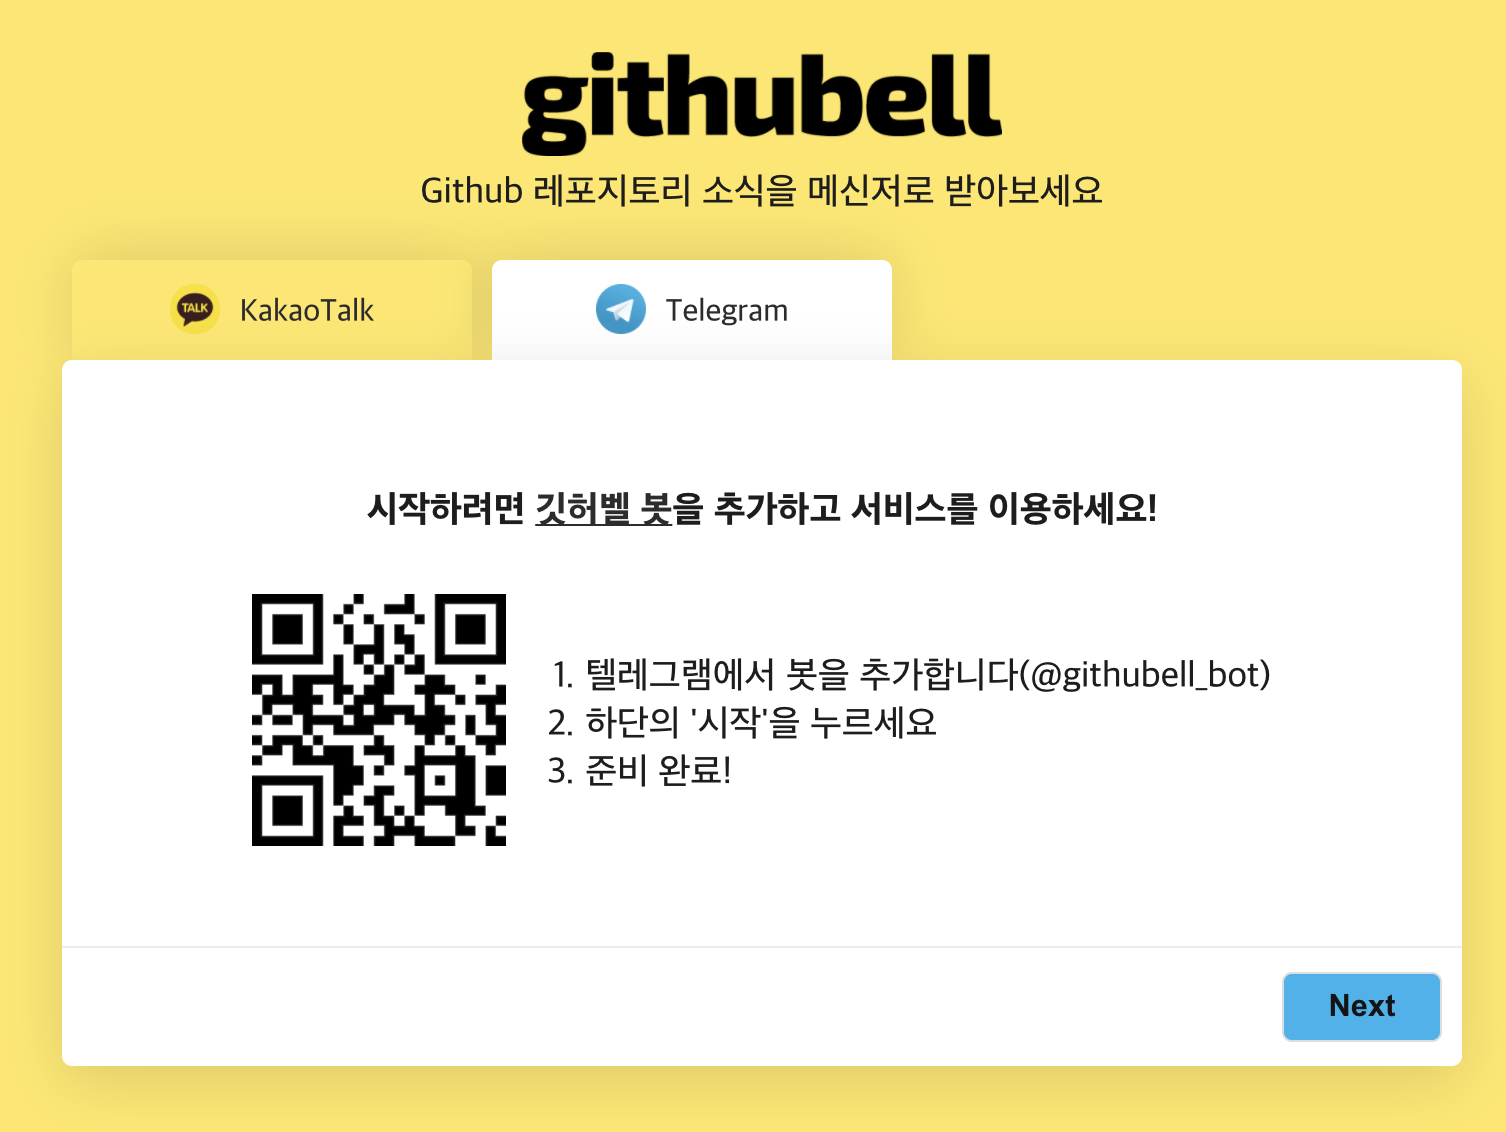 githubell
Github 레포지토리 소식을 메신저로 받아보세요
TALK KakaoTalk
Telegram
시작하려면 깃허벨 봇을 추가하고 서비스를 이용하세요!
1. 텔레그램에서 봇을 추가합니다(@githubell_bot)
2. 하단의 '시작'을 누르세요
3. 준비 완료!
Next